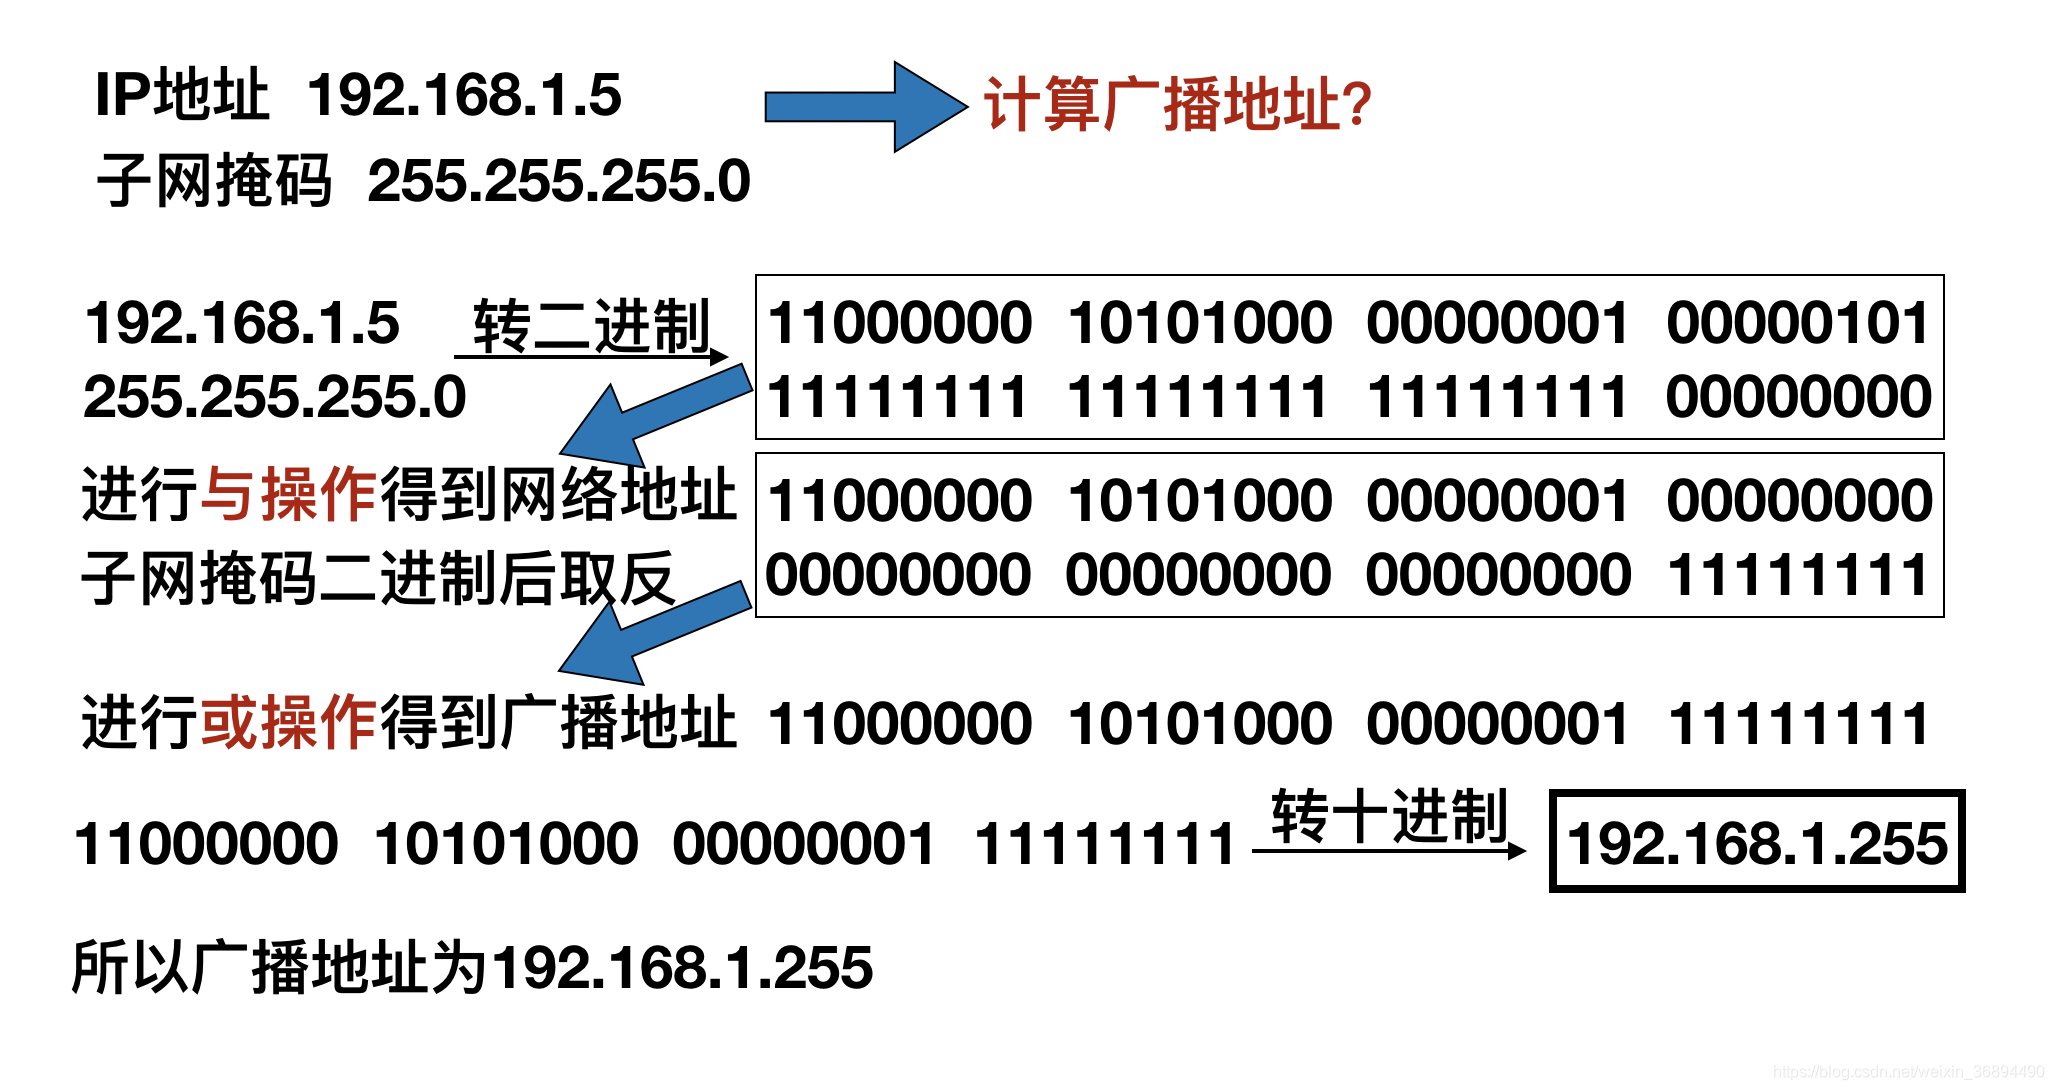 IP地址 192.168.1.5
计算广播地址?
子网掩码 255.255.255.0
192.168.1.5 转二进制 11000000 10101000 00000001 00000101
255.255.255.0 11111111 11111111 11111111 00000000
进行与操作得到网络地址 11000000 10101000 00000001 00000000
子网掩码二进制后取反 00000000 00000000 00000000 11111111
进行或操作得到广播地址 11000000 10101000 00000001 11111111
11000000 10101000 00000001 11111111 转十进制 192.168.1.255
所以广播地址为192.168.1.255
https://blog.csdn.net/weixin_36894490